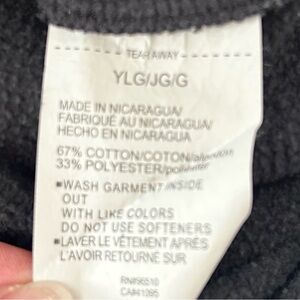 TEAR AWAY
YLG/JG/G
MADE IN NICARAGUA/
FABRIQUÉ AU NICARAGUA/
HECHO EN NICARAGUA
67% COTTON/COTON/algodón
33% POLYESTER/poliéster
▪WASH GARMENT INSIDE
OUT
WITH LIKE COLORS
DO NOT USE SOFTENERS
▪LAVER LE VÊTEMENT APRÈS
L'AVOIR RETOURNÉ SUR
RN#96510
CA#41095